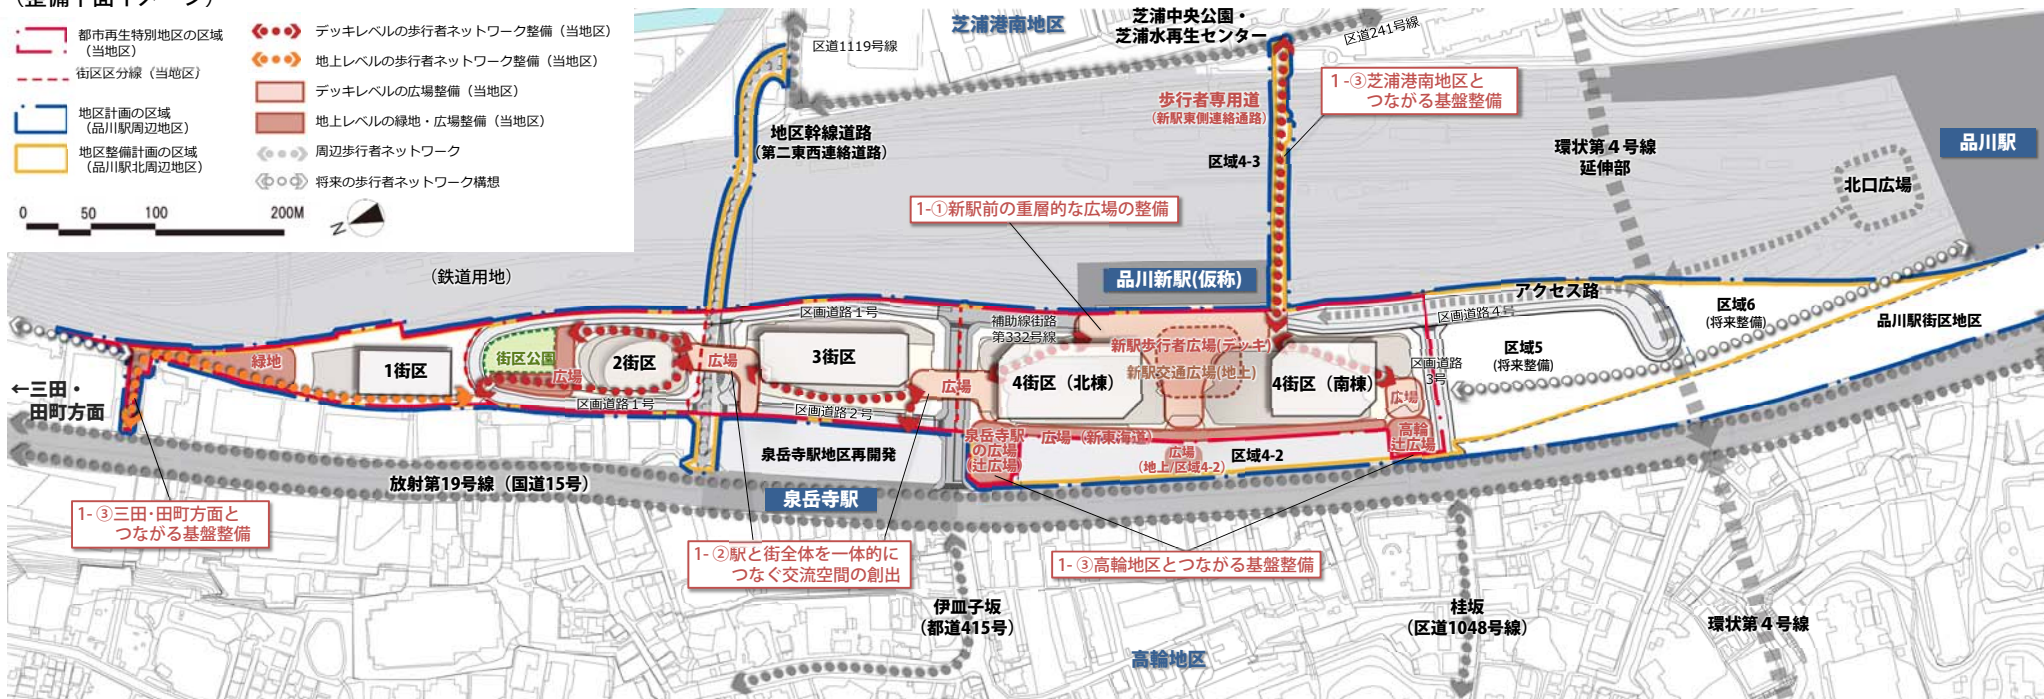 (整備平面イメージ)
都市再生特別地区の区域
(当地区)
街区区分線(当地区)
地区計画の区域
(品川駅周辺地区)
地区整備計画の区域
(品川駅北周辺地区)
デッキレベルの歩行者ネットワーク整備(当地区)
地上レベルの歩行者ネットワーク整備(当地区)
デッキレベルの広場整備(当地区)
地上レベルの緑地・広場整備(当地区)
周辺歩行者ネットワーク
将来の歩行者ネットワーク構想
0 50 100 200M
N
芝浦港南地区
芝浦中央公園・
芝浦水再生センター
区道1119号線
区道241号線
1-③芝浦港南地区と
つながる基盤整備
歩行者専用道
(新駅東側連絡通路)
地区幹線道路
(第二東西連絡道路)
区域4-3
環状第4号線
延伸部
品川駅
北口広場
1-①新駅前の重層的な広場の整備
(鉄道用地)
品川新駅(仮称)
アクセス路
区域6
(将来整備)
品川駅街区地区
区画道路1号
補助線街路
第332号線
区画道路4号
緑地
1街区
街区公園
広場
2街区
広場
3街区
広場
新駅歩行者広場(デッキ)
新駅交通広場(地上)
4街区(北棟)
4街区(南棟)
区画道路
3号
区域5
(将来整備)
広場
←三田・
田町方面
区画道路1号
区画道路2号
泉岳寺駅地区再開発
泉岳寺駅
の広場
(辻広場)
広場(新東海道)
広場
(地上/区域4-2)
区域4-2
高輪
辻広場
放射第19号線(国道15号)
泉岳寺駅
1-③三田・田町方面と
つながる基盤整備
1-②駅と街全体を一体的に
つなぐ交流空間の創出
1-③高輪地区とつながる基盤整備
伊皿子坂
(都道415号)
桂坂
(区道1048号線)
環状第4号線
高輪地区